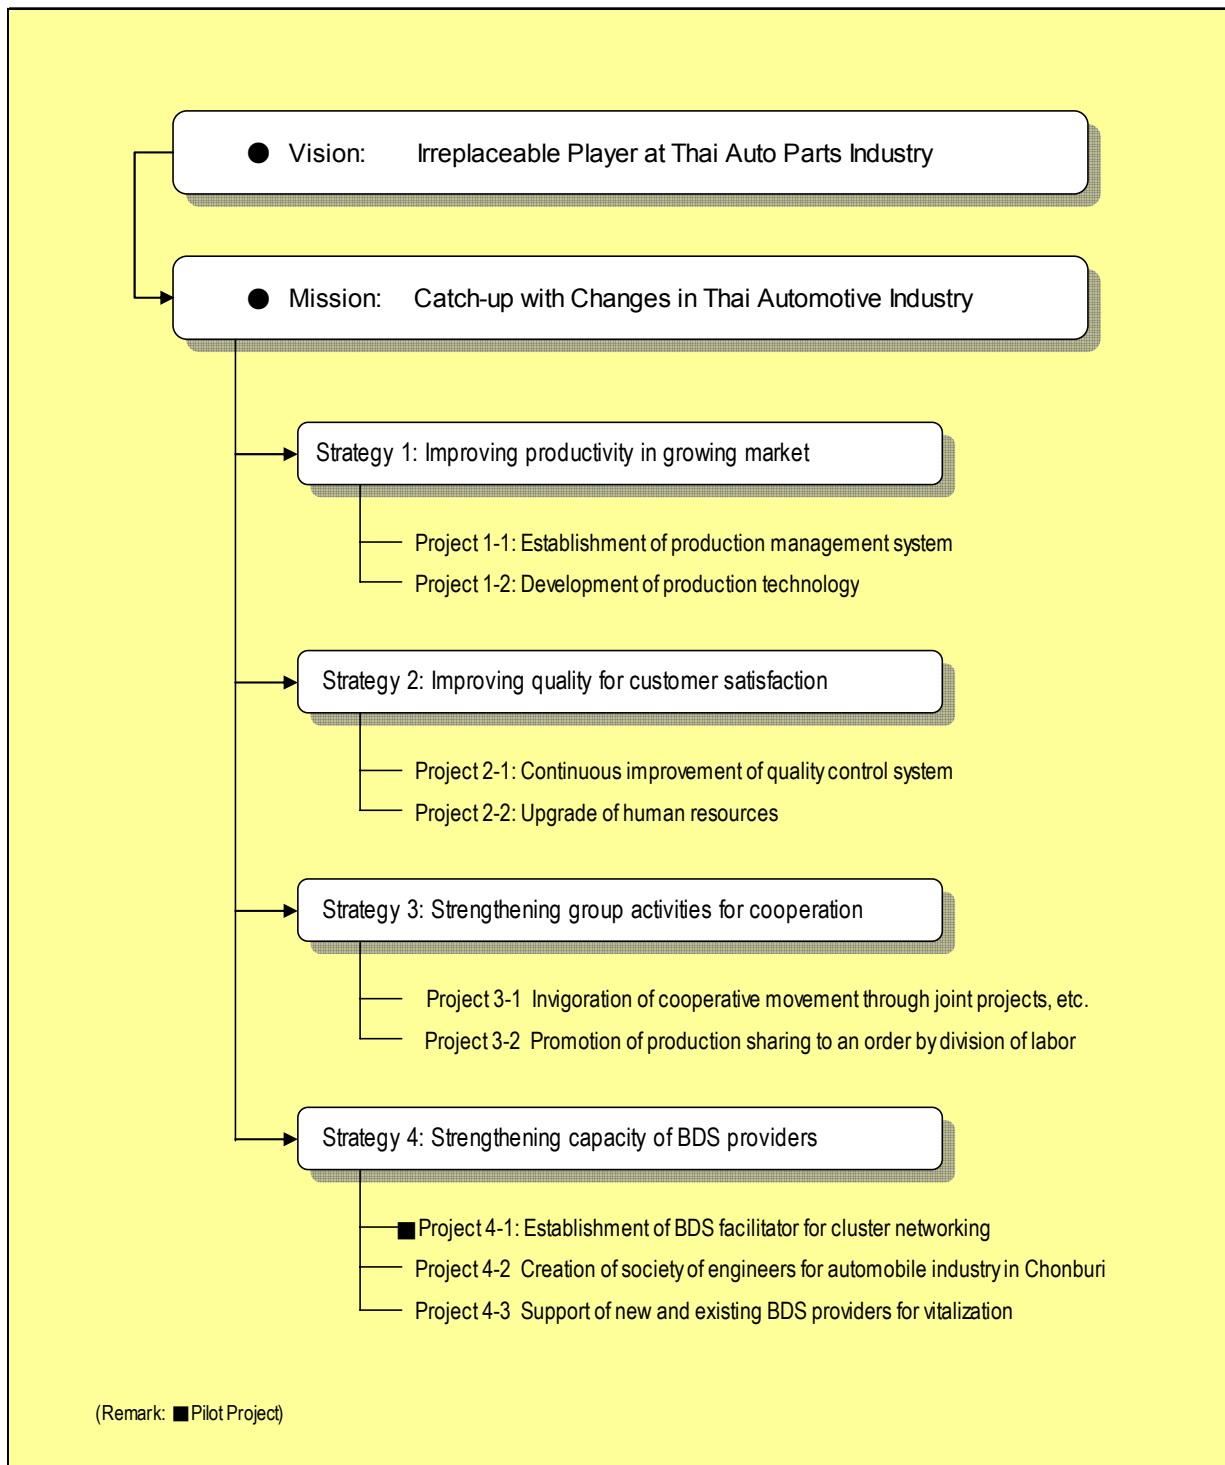 ● Vision: Irreplaceable Player at Thai Auto Parts Industry
● Mission: Catch-up with Changes in Thai Automotive Industry
Strategy 1: Improving productivity in growing market
Project 1-1: Establishment of production management system
Project 1-2: Development of production technology
Strategy 2: Improving quality for customer satisfaction
Project 2-1: Continuous improvement of quality control system
Project 2-2: Upgrade of human resources
Strategy 3: Strengthening group activities for cooperation
Project 3-1 Invigoration of cooperative movement through joint projects, etc.
Project 3-2 Promotion of production sharing to an order by division of labor
Strategy 4: Strengthening capacity of BDS providers
■ Project 4-1: Establishment of BDS facilitator for cluster networking
Project 4-2 Creation of society of engineers for automobile industry in Chonburi
Project 4-3 Support of new and existing BDS providers for vitalization
(Remark: ■ Pilot Project)